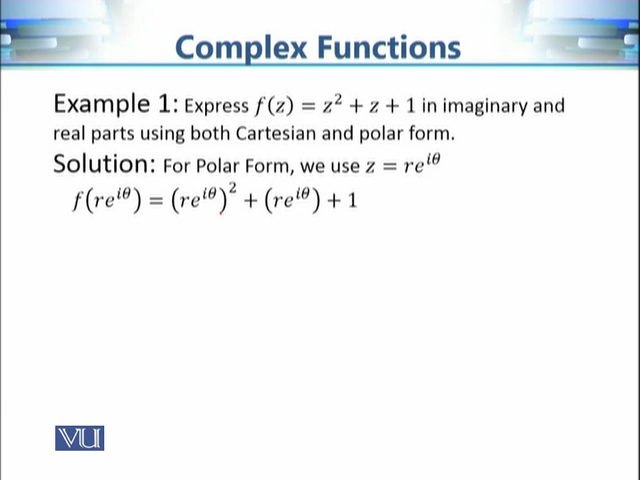 Complex Functions
Example 1: Express f(z) = z² + z + 1 in imaginary and
real parts using both Cartesian and polar form.
Solution: For Polar Form, we use z = re^{iθ}
f(re^{iθ}) = (re^{iθ})² + (re^{iθ}) + 1
VU